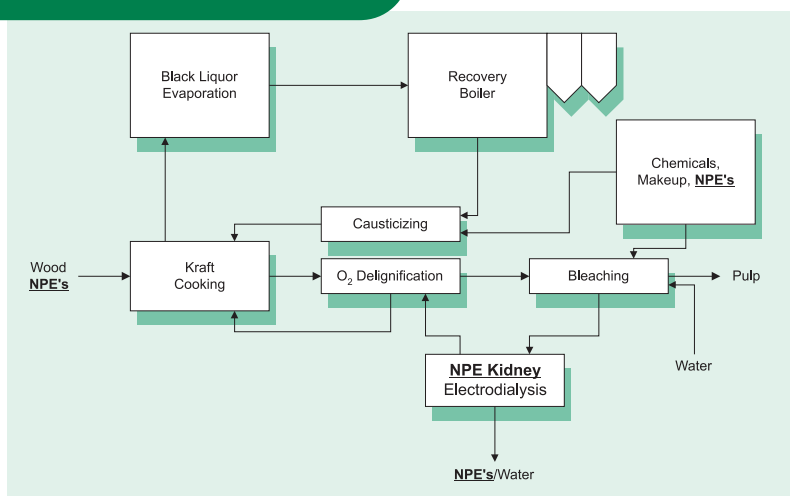 Black Liquor
Evaporation
Recovery
Boiler
Chemicals,
Makeup, NPE's
Causticizing
Wood
NPE's
Kraft
Cooking
O₂ Delignification
Bleaching
Pulp
Water
NPE Kidney
Electrodialysis
NPE's/Water